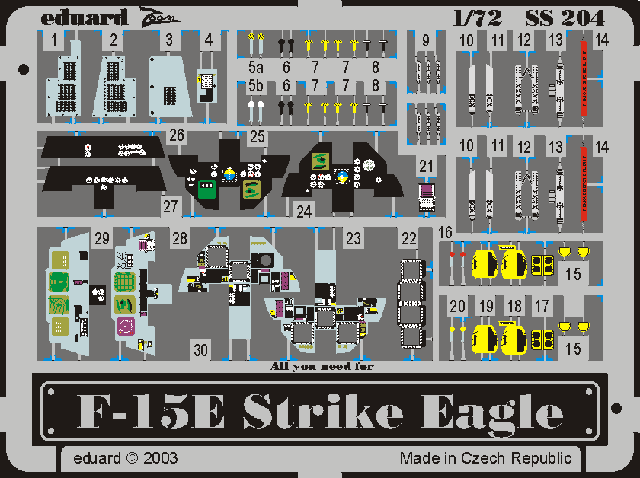 eduard Zoom 1/72 SS 204
1 2 3 4 5a 6 7 7 8 9 10 11 12 13 14
5b 6 7 7 8
26 25 10 11 12 13 14
21
27 24
29 28 23 22 16
15
20 19 18 17
30 15
All you need for
F-15E Strike Eagle
eduard © 2003 Made in Czech Republic